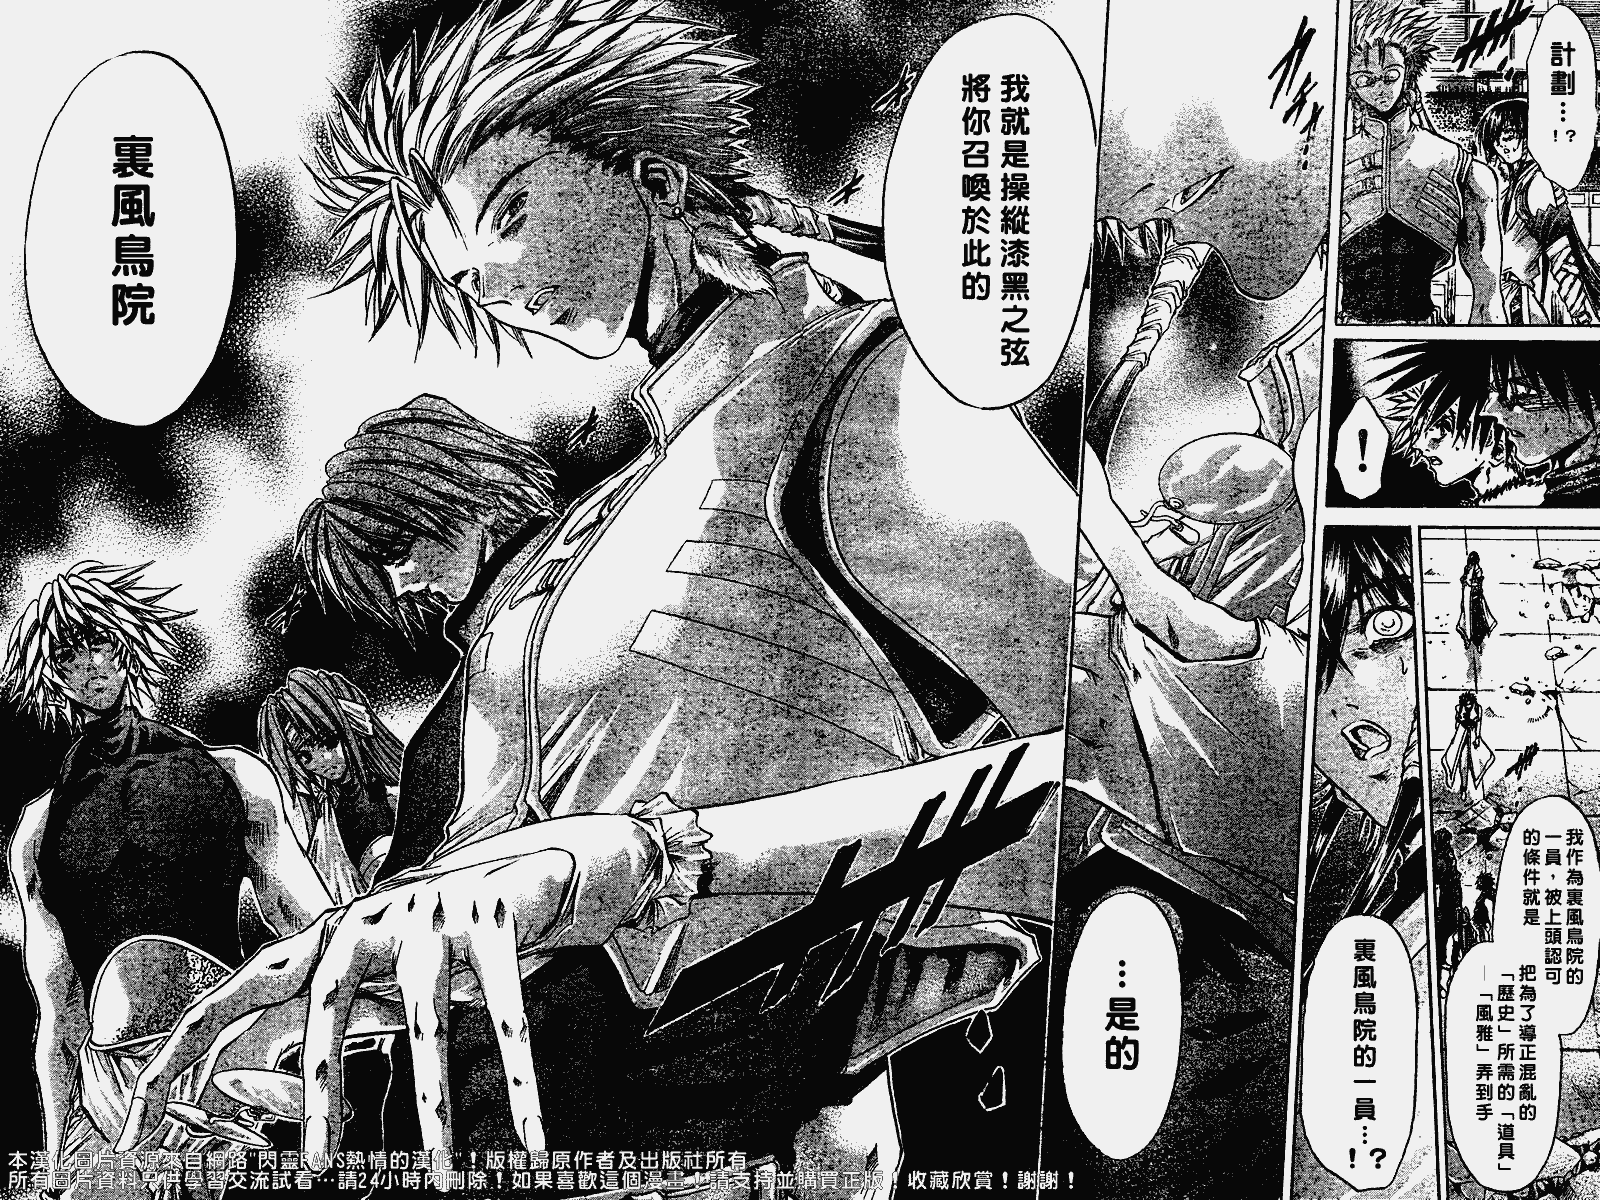 計劃…
!?
!
我作為裏風鳥院的
一員，被上頭認可
的條件就是
把為了導正混亂的
「歷史」所需的「道具」
—「風雅」弄到手
裏風鳥院的一員…
!?
…是的
我就是操縱漆黑之弦
將你召喚於此的
裏風鳥院
本漢化圖片資源來自網路"閃靈FANS熱情的漢化"！版權歸原作者及出版社所有
所有圖片資料只供學習交流試看…請24小時內刪除！如果喜歡這個漫畫！請支持並購買正版！收藏欣賞！謝謝！